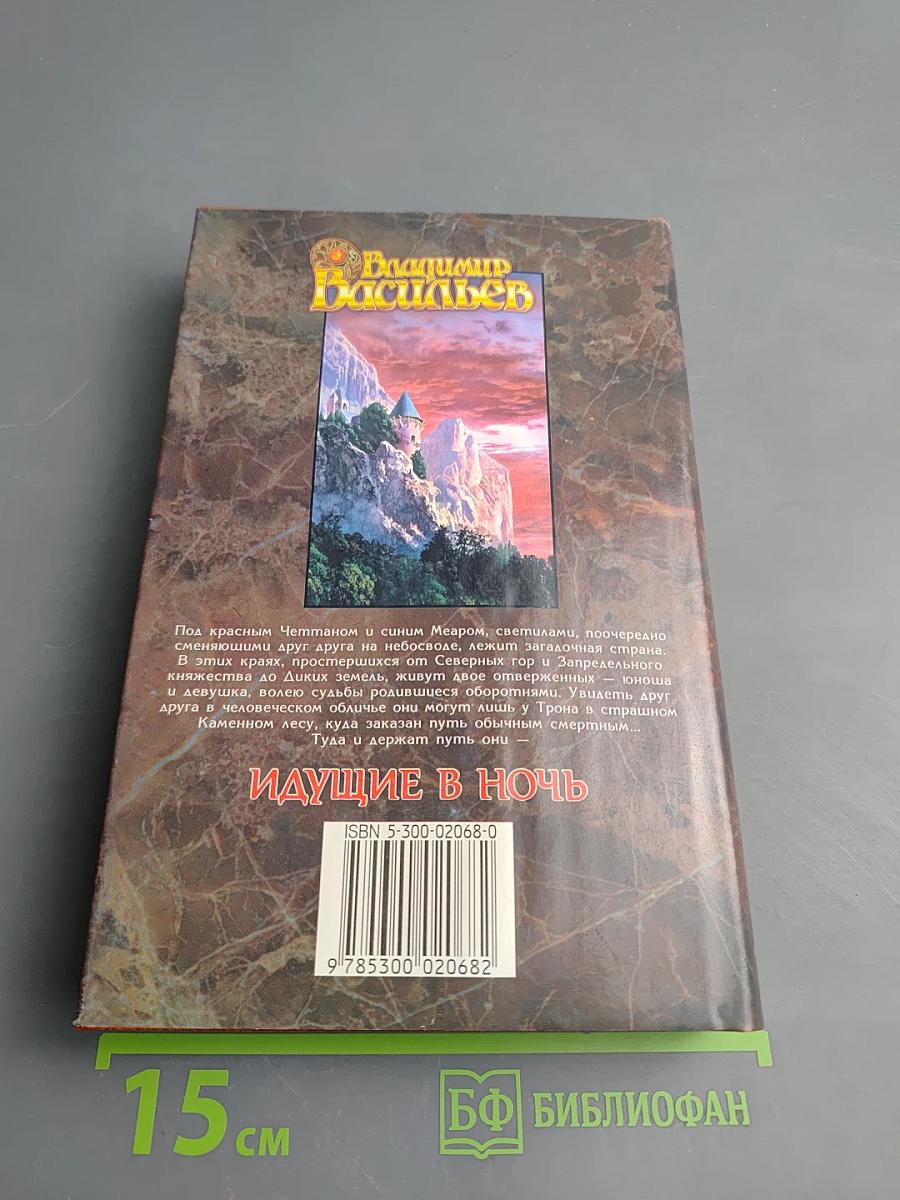 Владимир
Васильев
Под красным Четтаном и синим Меаром, светилами, поочередно
сменяющими друг друга на небосводе, лежит загадочная страна.
В этих краях, простершихся от Северных гор и Запредельного
княжества до Диких земель, живут двое отверженных — юноша
и девушка, волею судьбы родившиеся оборотнями. Увидеть друг
друга в человеческом обличье они могут лишь у Трона в страшном
Каменном лесу, куда заказан путь обычным смертным...
Туда и держат путь они —
ИДУЩИЕ В НОЧЬ
ISBN 5-300-02068-0
9 785300 020682
15 см
БФ БИБЛИОФАН